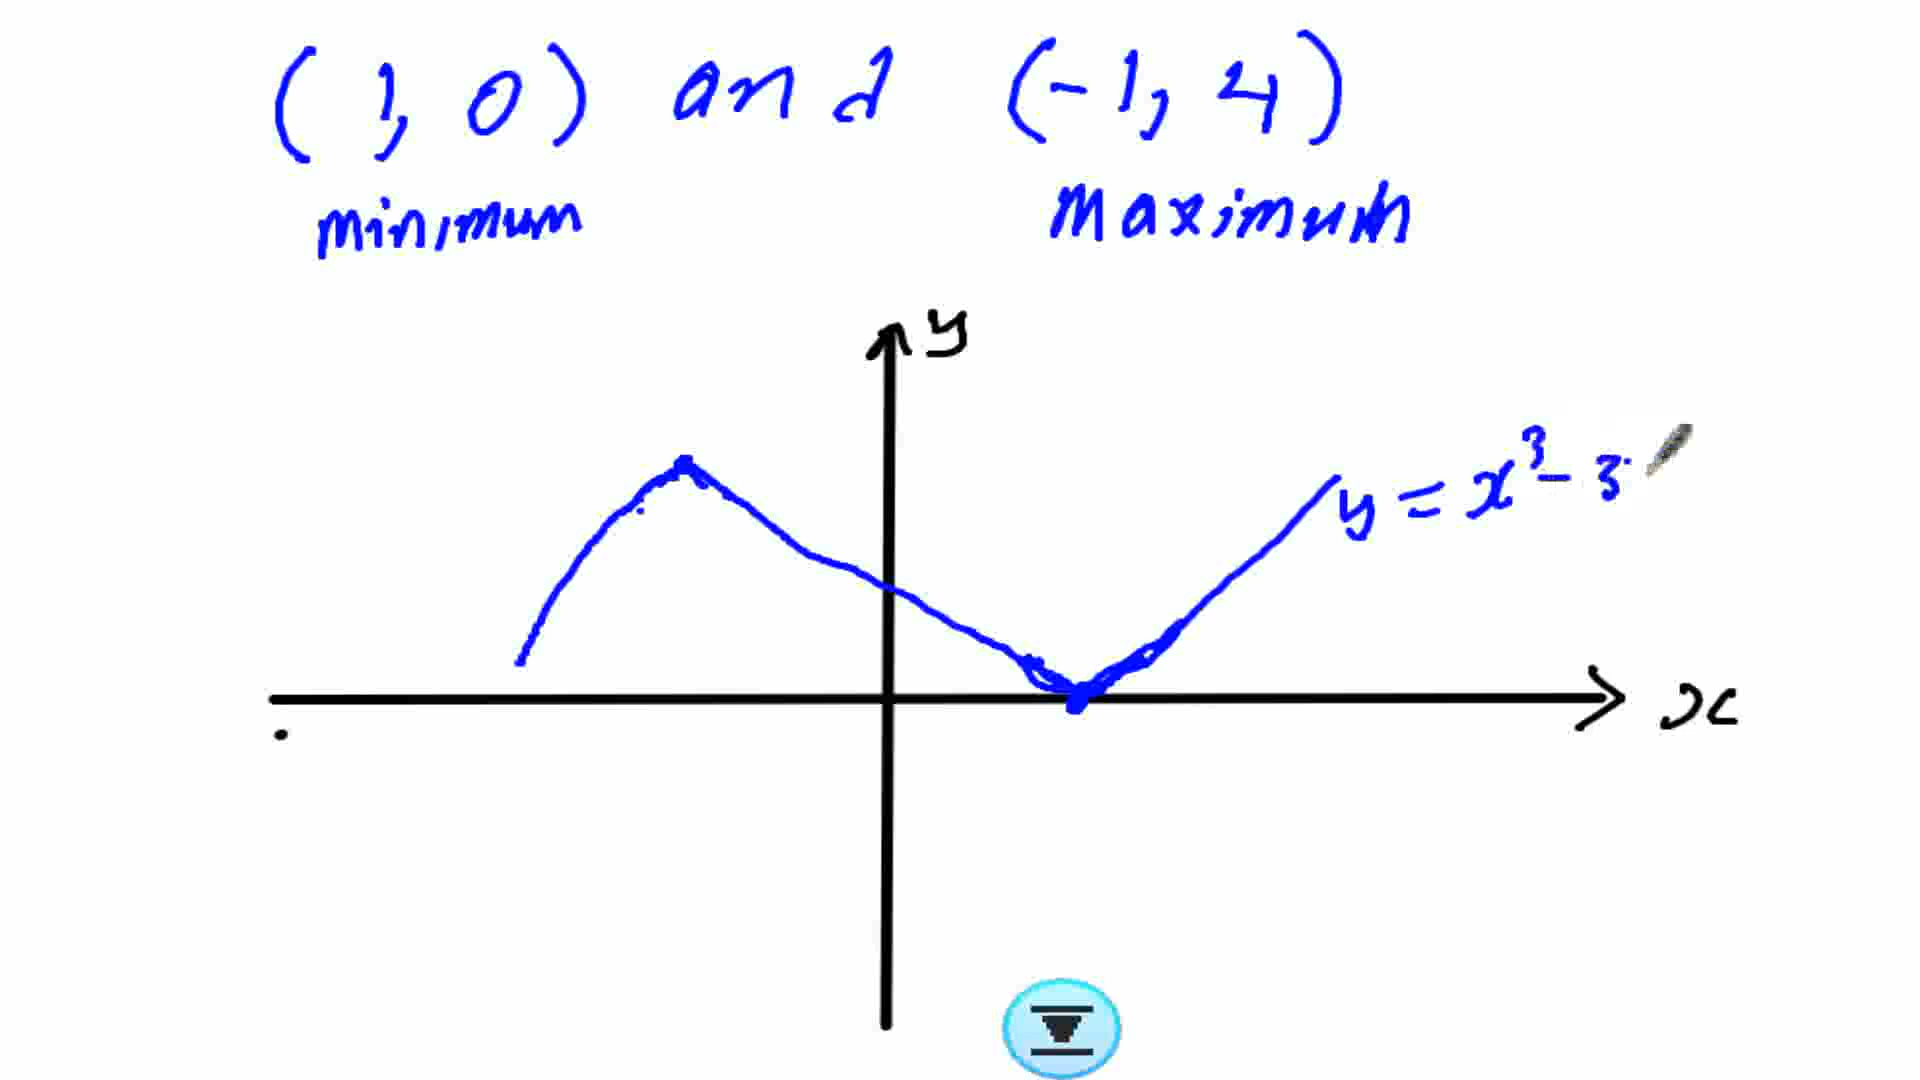 (1, 0) and (-1, 4)
minimum maximum
y
y = x³ - 3
x